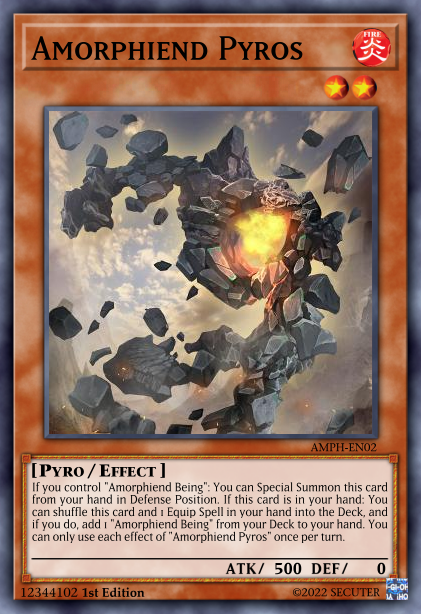 AMORPHIEND PYROS
FIRE
炎
AMPH-EN02
[PYRO / EFFECT]
If you control "Amorphiend Being": You can Special Summon this card
from your hand in Defense Position. If this card is in your hand: You
can shuffle this card and 1 Equip Spell in your hand into the Deck, and
if you do, add 1 "Amorphiend Being" from your Deck to your hand. You
can only use each effect of "Amorphiend Pyros" once per turn.
ATK/ 500 DEF/ 0
12344102 1st Edition ©2022 SECUTER